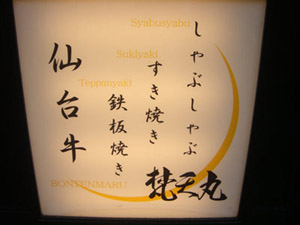 Syabusyabu
しゃぶしゃぶ
Sukiyaki
すき焼き
Teppanyaki
鉄板焼き
仙台牛
BONTENMARU
梵天丸